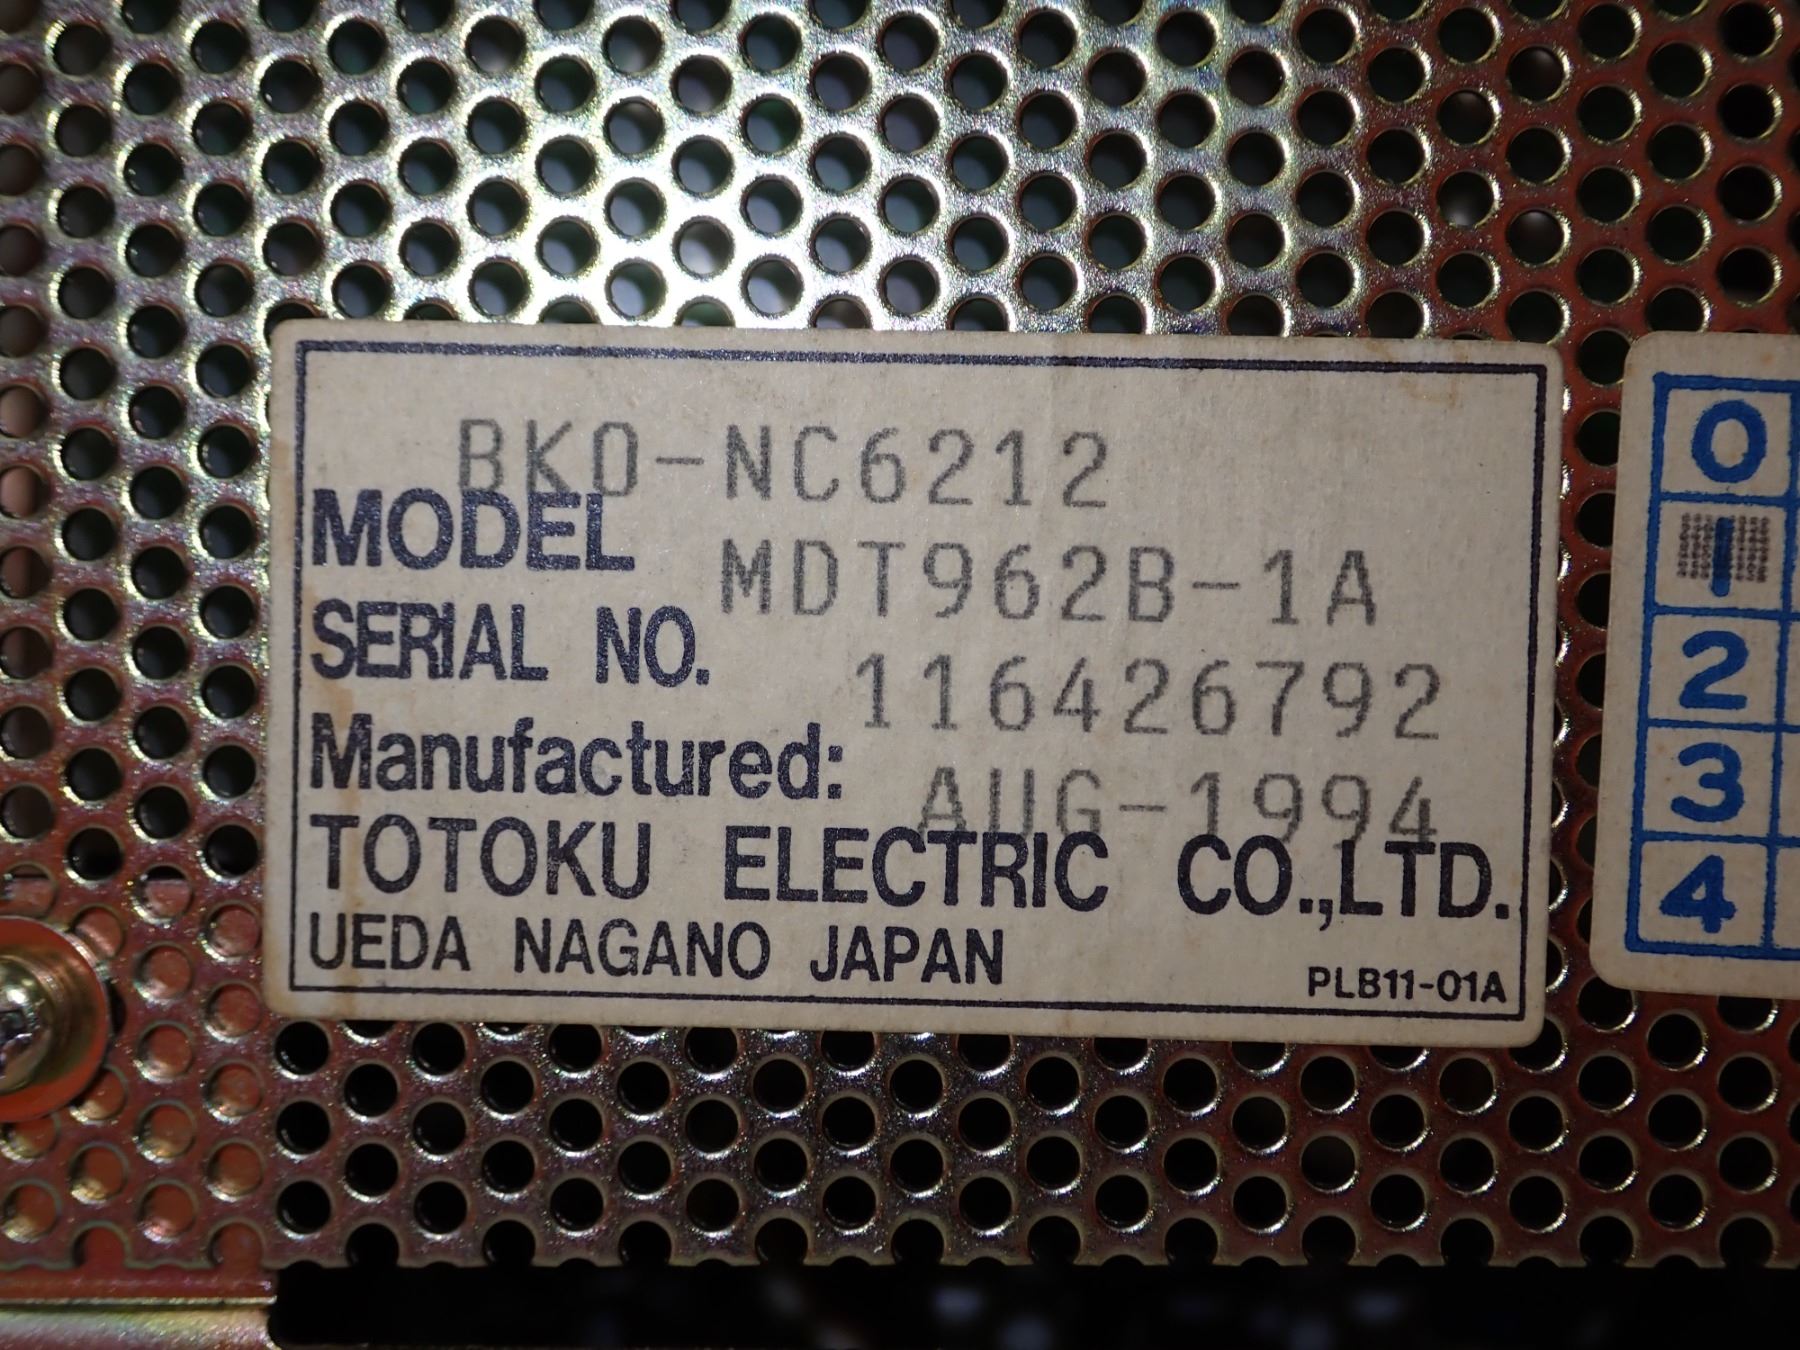 BKO-NC6212
MODEL MDT962B-1A
SERIAL NO. 116426792
Manufactured: AUG-1994
TOTOKU ELECTRIC CO.,LTD.
UEDA NAGANO JAPAN
PLB11-01A
0
1
2
3
4